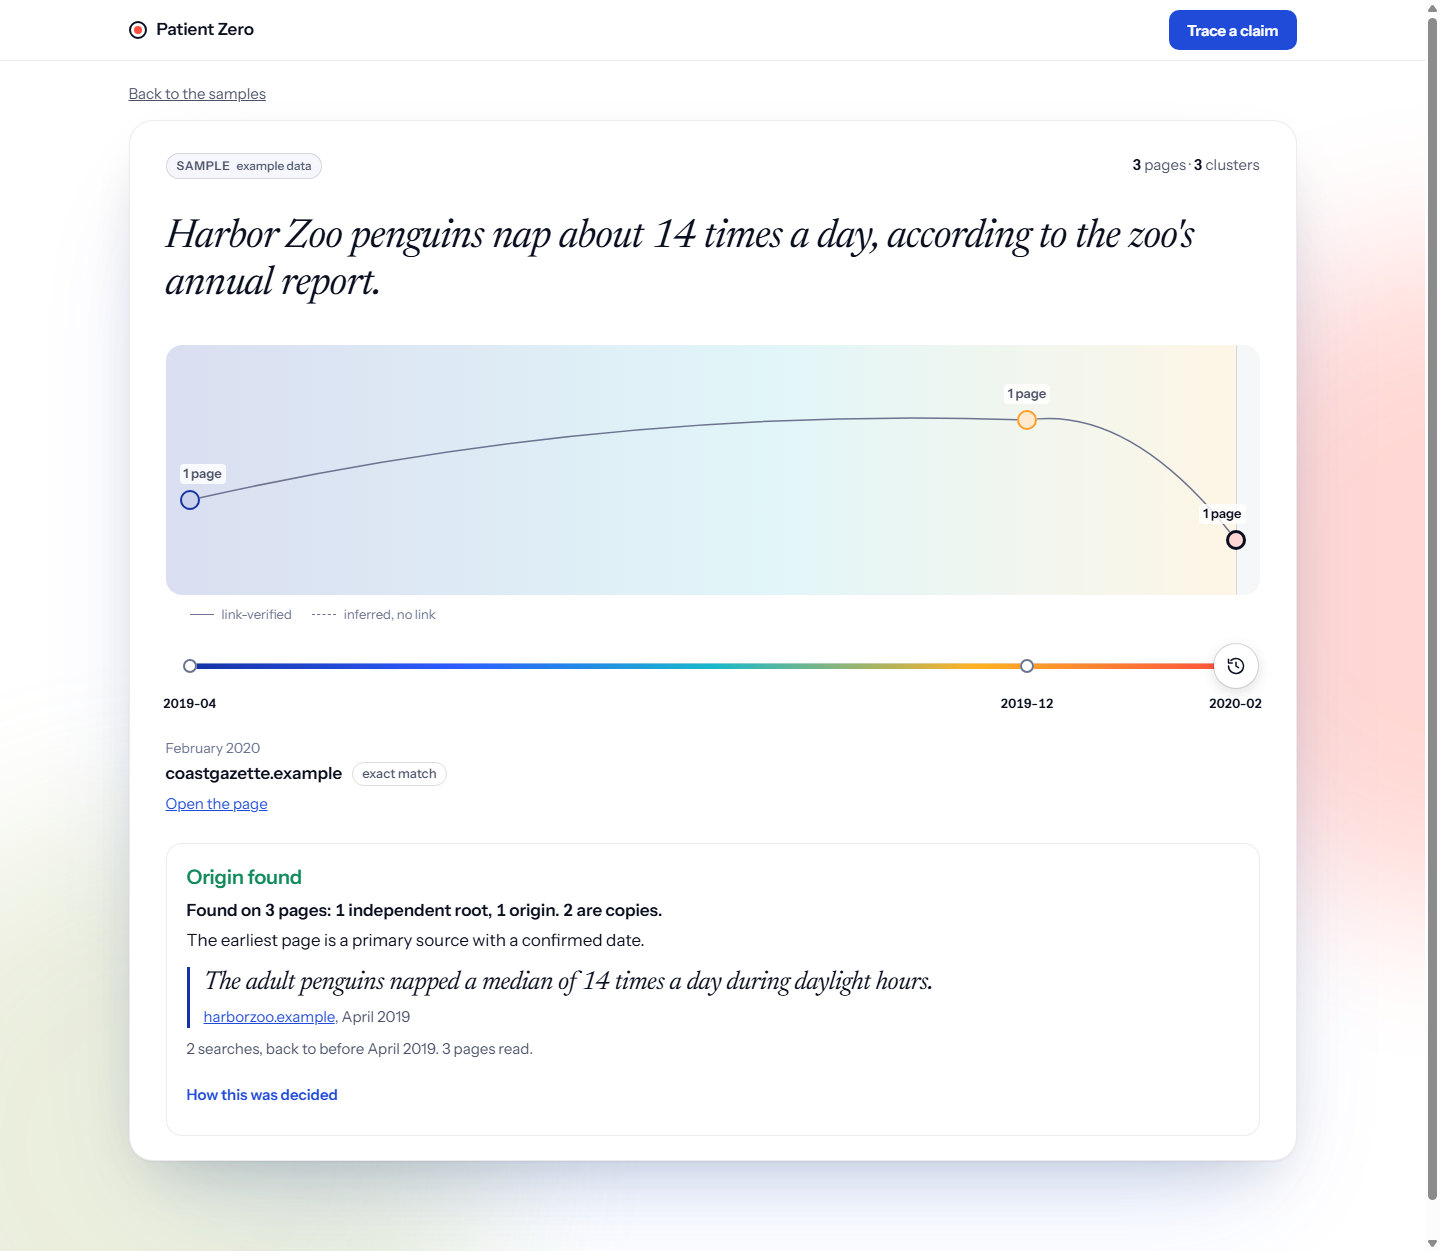 Patient Zero
Trace a claim
Back to the samples
SAMPLE example data
3 pages · 3 clusters
Harbor Zoo penguins nap about 14 times a day, according to the zoo's
annual report.
1 page
1 page
1 page
link-verified
inferred, no link
2019-04
2019-12
2020-02
February 2020
coastgazette.example exact match
Open the page
Origin found
Found on 3 pages: 1 independent root, 1 origin. 2 are copies.
The earliest page is a primary source with a confirmed date.
The adult penguins napped a median of 14 times a day during daylight hours.
harborzoo.example, April 2019
2 searches, back to before April 2019. 3 pages read.
How this was decided